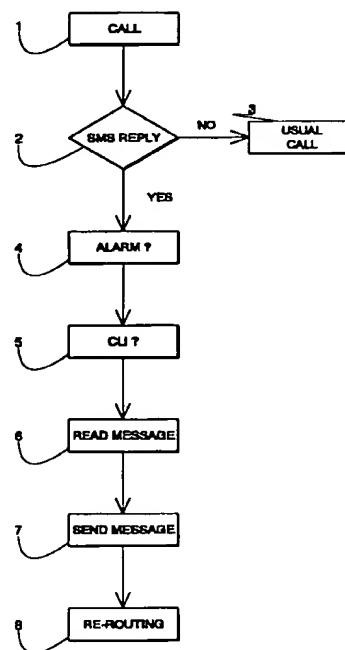 1
CALL
2
SMS REPLY
NO
3
USUAL
CALL
YES
4
ALARM ?
5
CLI ?
6
READ MESSAGE
7
SEND MESSAGE
8
RE-ROUTING